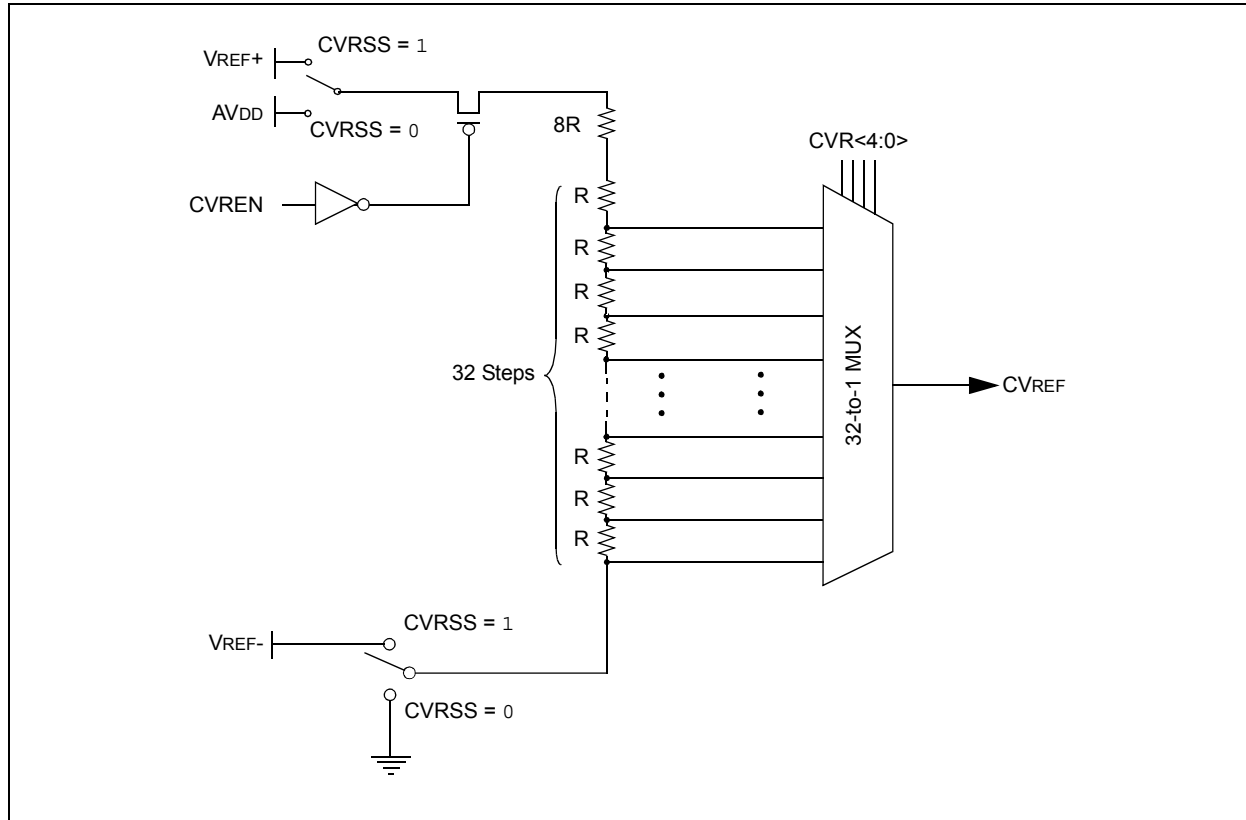 CVRSS = 1
VREF+
AVDD
CVRSS = 0
8R
CVR<4:0>
CVREN
R
R
R
R
32 Steps
32-to-1 MUX
CVREF
R
R
R
CVRSS = 1
VREF-
CVRSS = 0